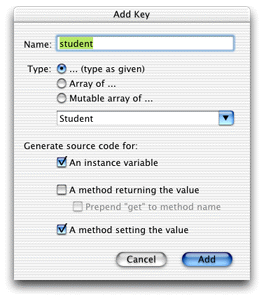 Add Key
Name: student
Type: ... (type as given)
Array of ...
Mutable array of ...
Student
Generate source code for:
An instance variable
A method returning the value
Prepend "get" to method name
A method setting the value
Cancel Add